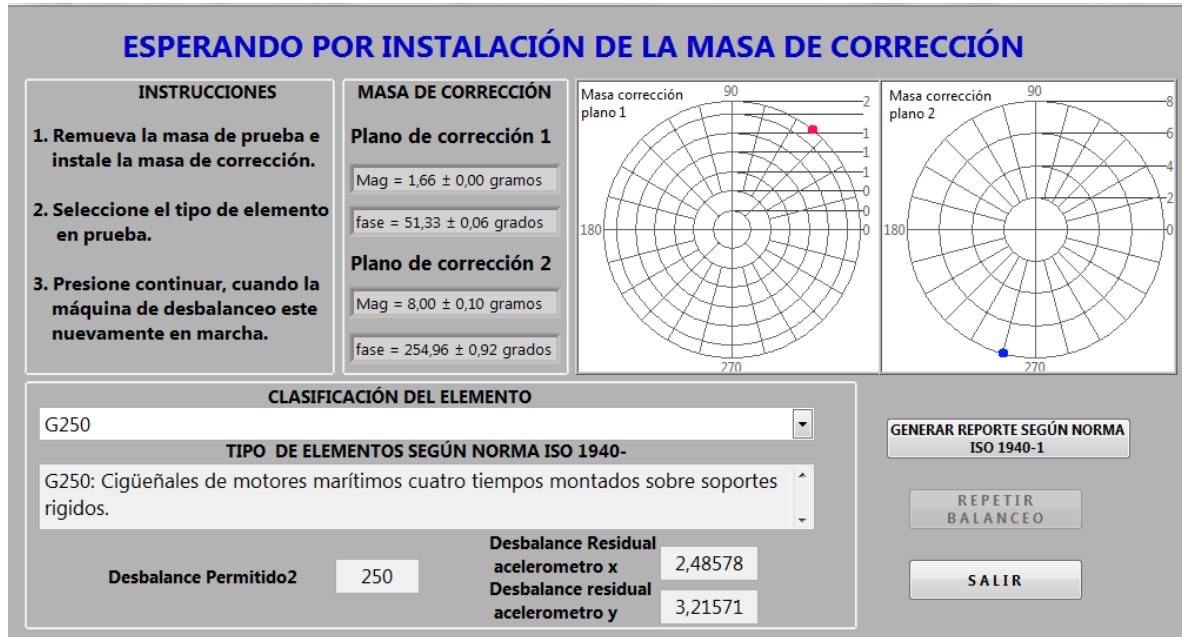 ESPERANDO POR INSTALACIÓN DE LA MASA DE CORRECCIÓN
INSTRUCCIONES
1. Remueva la masa de prueba e
instale la masa de corrección.
2. Seleccione el tipo de elemento
en prueba.
3. Presione continuar, cuando la
máquina de desbalanceo este
nuevamente en marcha.
MASA DE CORRECCIÓN
Plano de corrección 1
Mag = 1,66 ± 0,00 gramos
fase = 51,33 ± 0,06 grados
Plano de corrección 2
Mag = 8,00 ± 0,10 gramos
fase = 254,96 ± 0,92 grados
Masa corrección
plano 1
90
2
1
1
1
0
0
0
180
270
Masa corrección
plano 2
90
8
6
4
2
0
180
270
CLASIFICACIÓN DEL ELEMENTO
G250
TIPO DE ELEMENTOS SEGÚN NORMA ISO 1940-
G250: Cigüeñales de motores marítimos cuatro tiempos montados sobre soportes
rigidos.
Desbalance Permitido2
250
Desbalance Residual
acelerometro x
2,48578
Desbalance residual
acelerometro y
3,21571
GENERAR REPORTE SEGÚN NORMA
ISO 1940-1
REPETIR
BALANCEO
SALIR